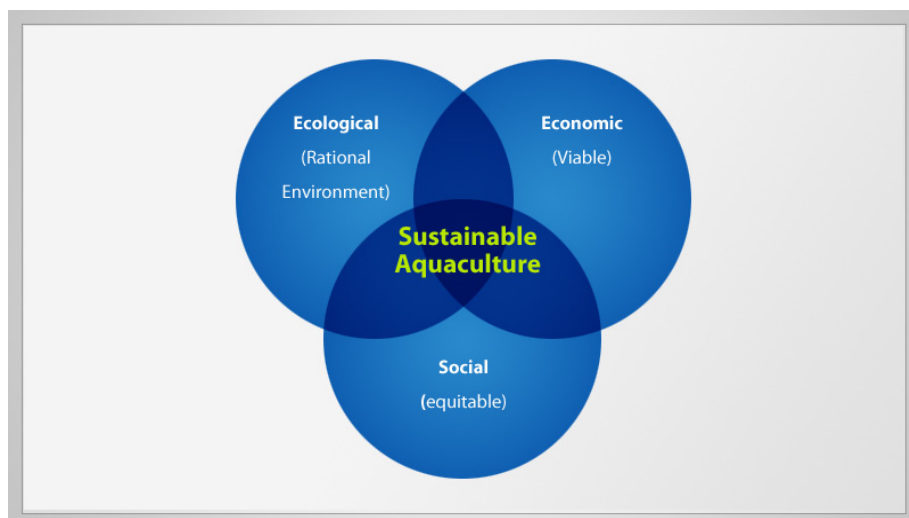 Ecological
(Rational
Environment)
Economic
(Viable)
Sustainable
Aquaculture
Social
(equitable)